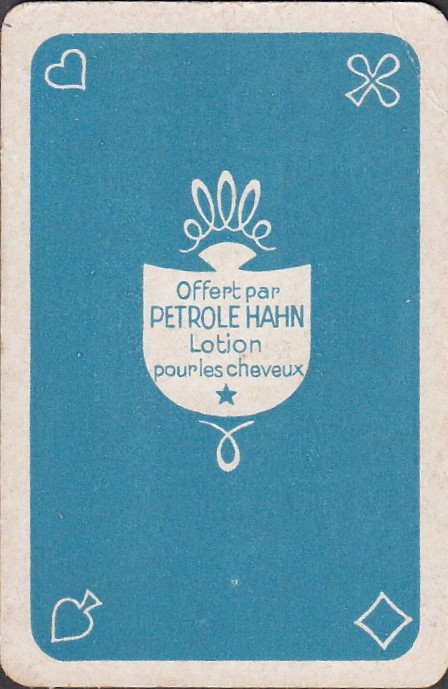 Offert par
PETROLE HAHN
Lotion
pour les cheveux